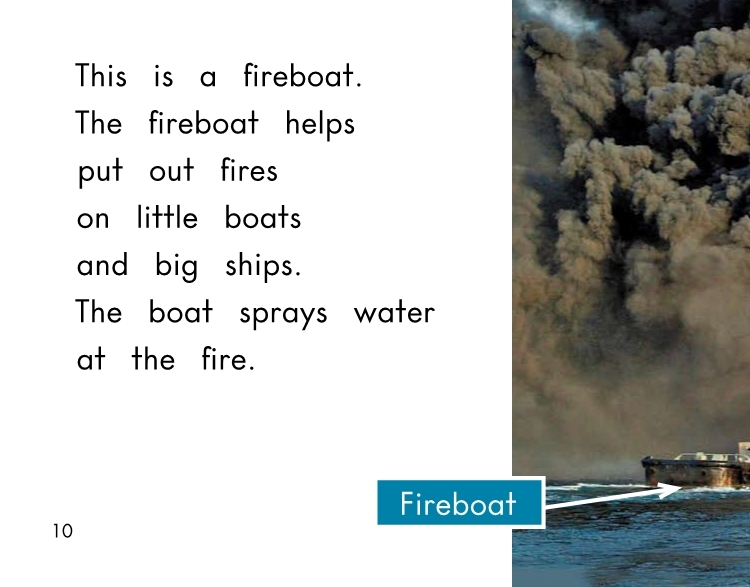 This is a fireboat.
The fireboat helps
put out fires
on little boats
and big ships.
The boat sprays water
at the fire.
Fireboat
10